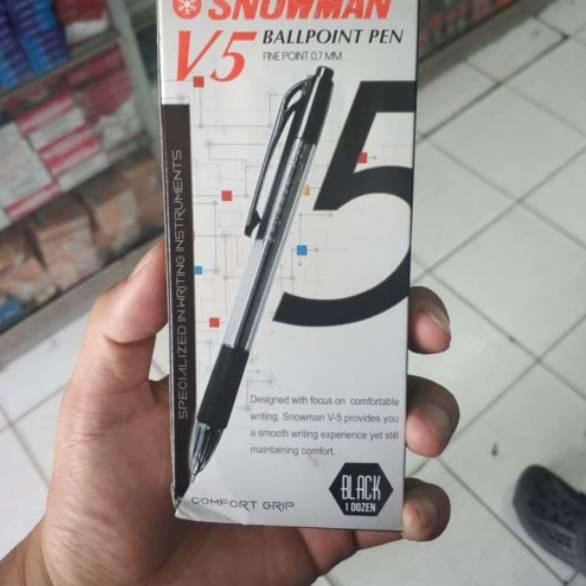 SNOWMAN
V5 BALLPOINT PEN
FINE POINT 0.7 MM
5
SPECIALIZED IN WRITING INSTRUMENTS
Designed with focus on comfortable
writing, Snowman V-5 provides you
a smooth writing experience yet still
maintaining comfort.
BLACK
1 DOZEN
COMFORT GRIP